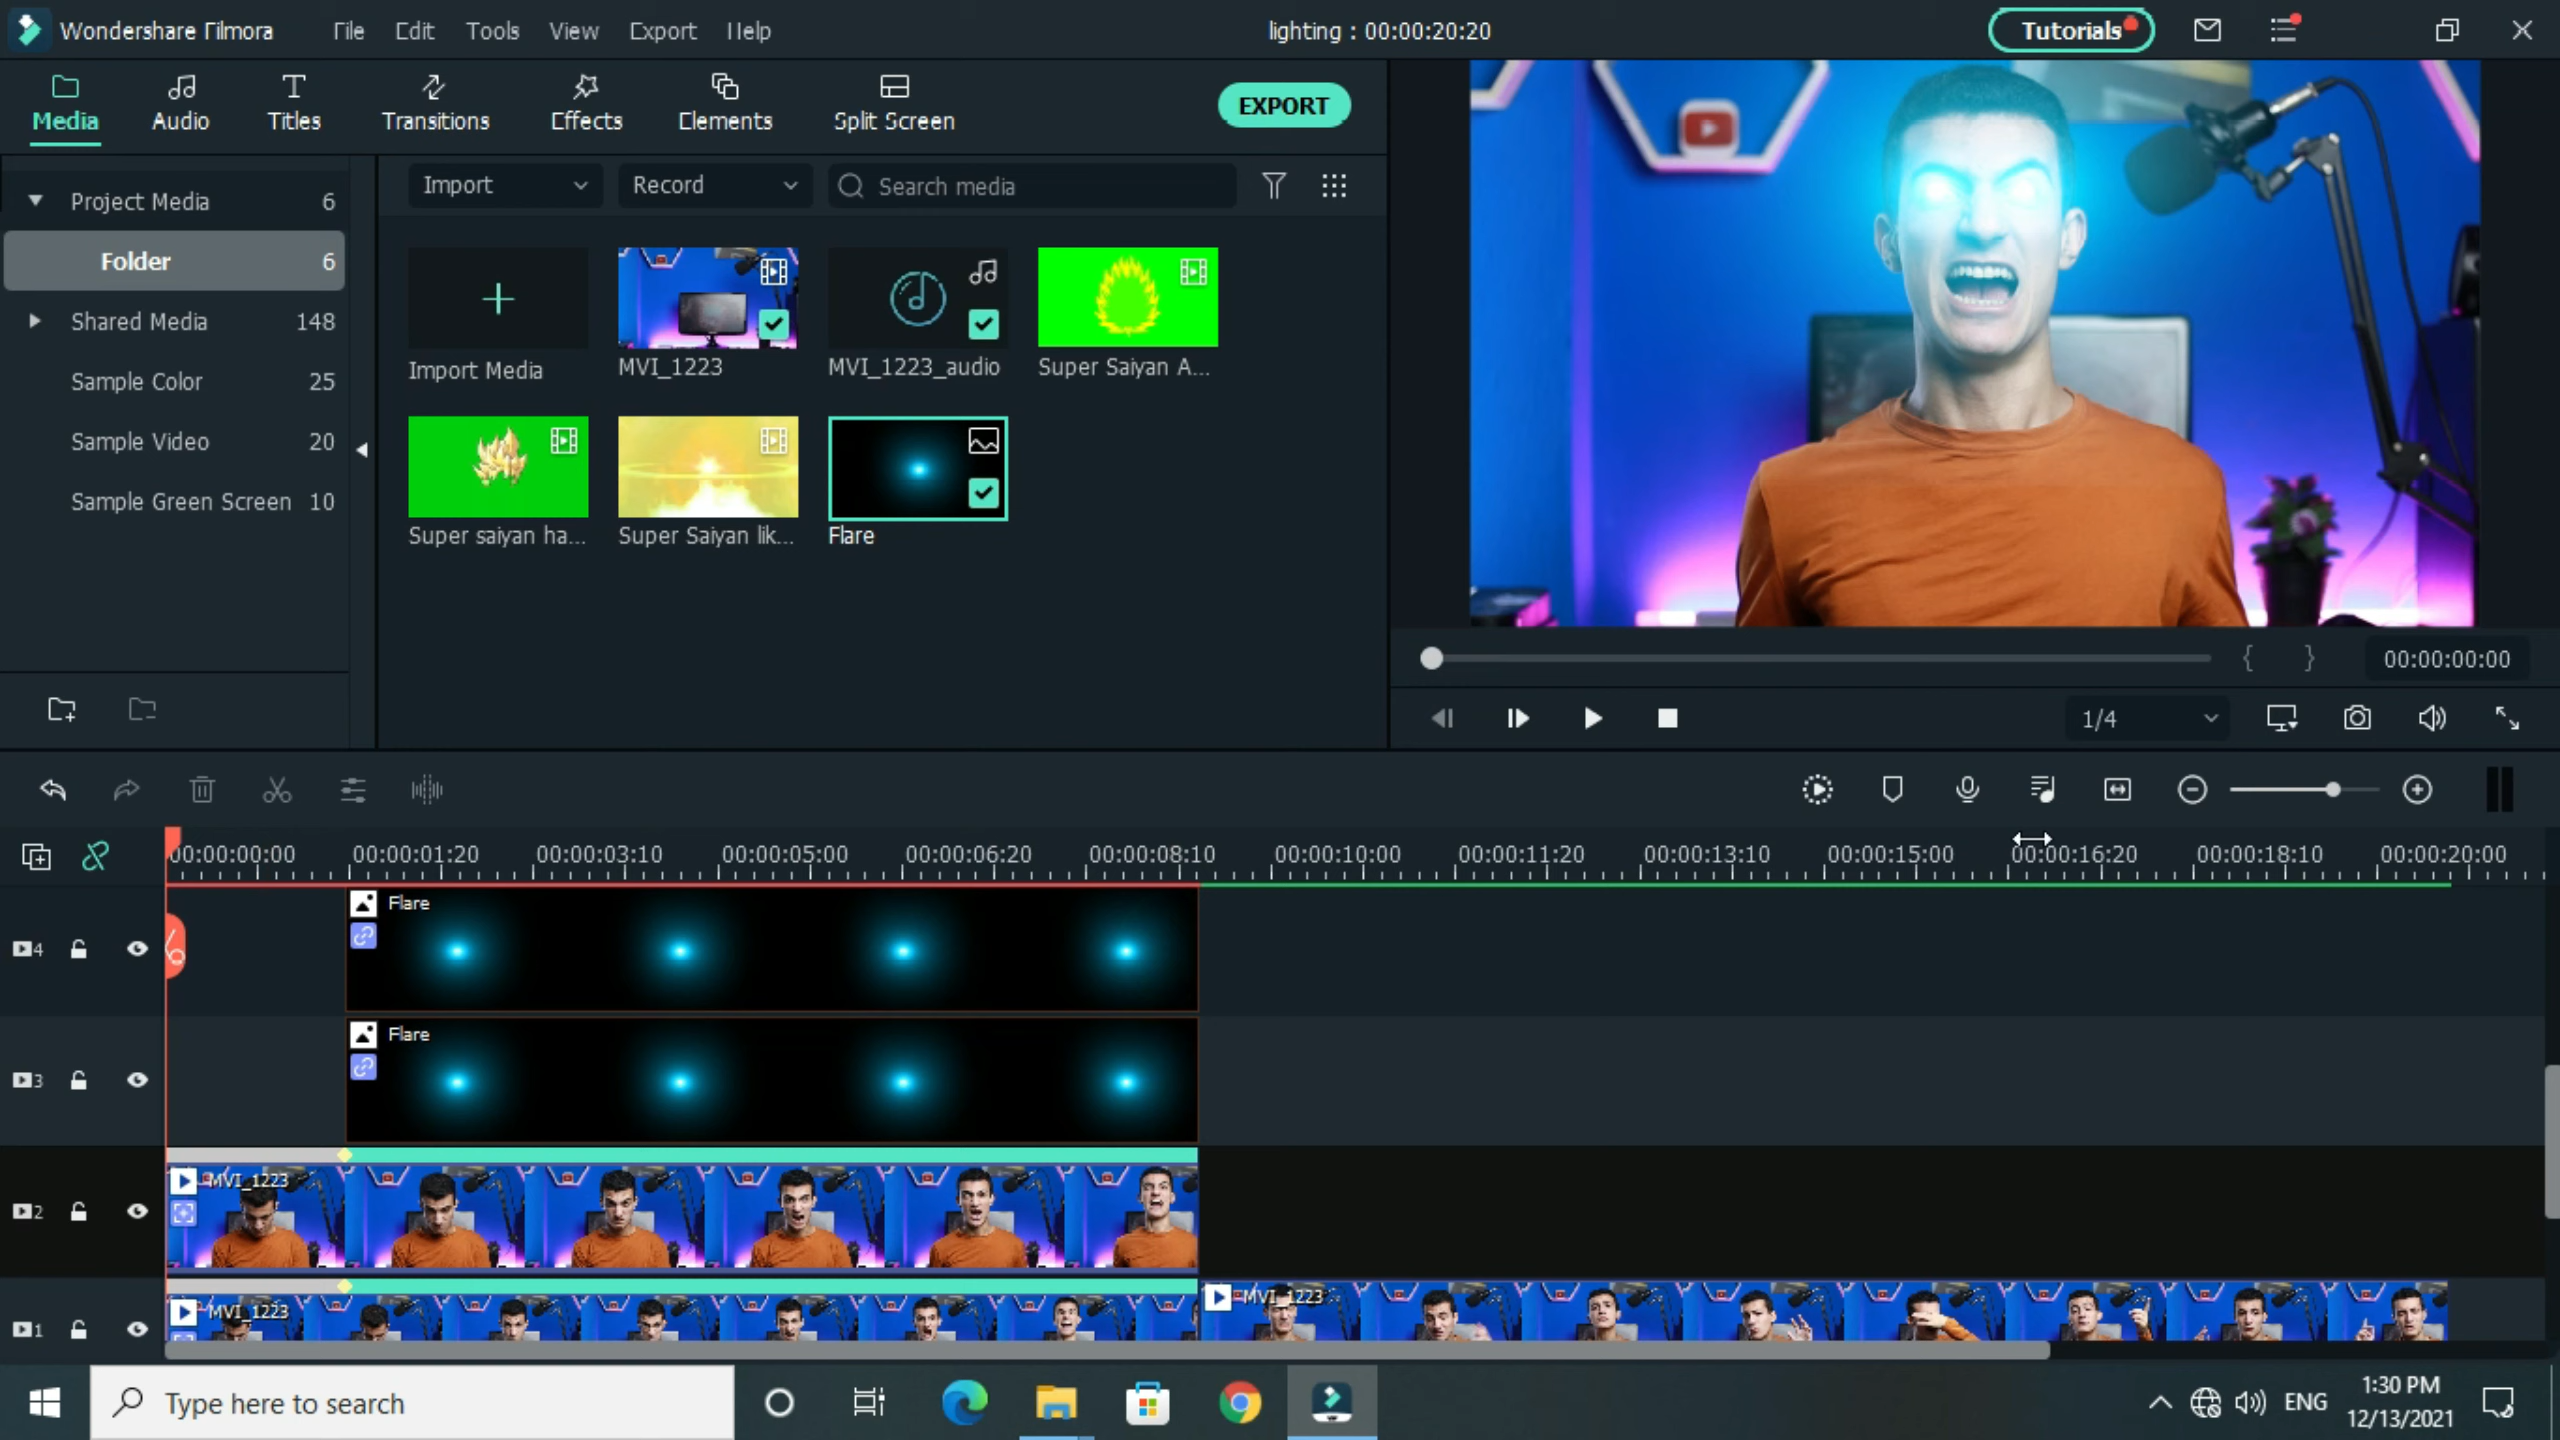 Wondershare Filmora File Edit Tools View Export Help lighting : 00:00:20:20 Tutorials
Media Audio Titles Transitions Effects Elements Split Screen EXPORT
Project Media 6
Folder 6
Shared Media 148
Sample Color 25
Sample Video 20
Sample Green Screen 10
Import Record Search media
Import Media MVI_1223 MVI_1223_audio Super Saiyan A...
Super saiyan ha... Super Saiyan lik... Flare
00:00:00:00
1/4
00:00:00:00 00:00:01:20 00:00:03:10 00:00:05:00 00:00:06:20 00:00:08:10 00:00:10:00 00:00:11:20 00:00:13:10 00:00:15:00 00:00:16:20 00:00:18:10 00:00:20:00
4 Flare
3 Flare
2 MVI_1223
1 MVI_1223 MVI_1223
Type here to search
ENG
1:30 PM
12/13/2021